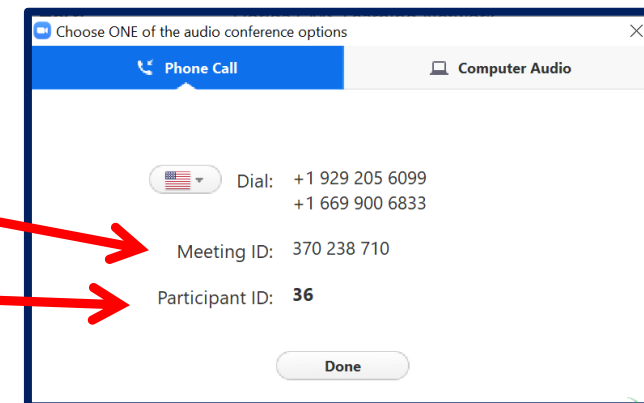 Choose ONE of the audio conference options
Phone Call
Computer Audio
Dial: +1 929 205 6099
+1 669 900 6833
Meeting ID: 370 238 710
Participant ID: 36
Done